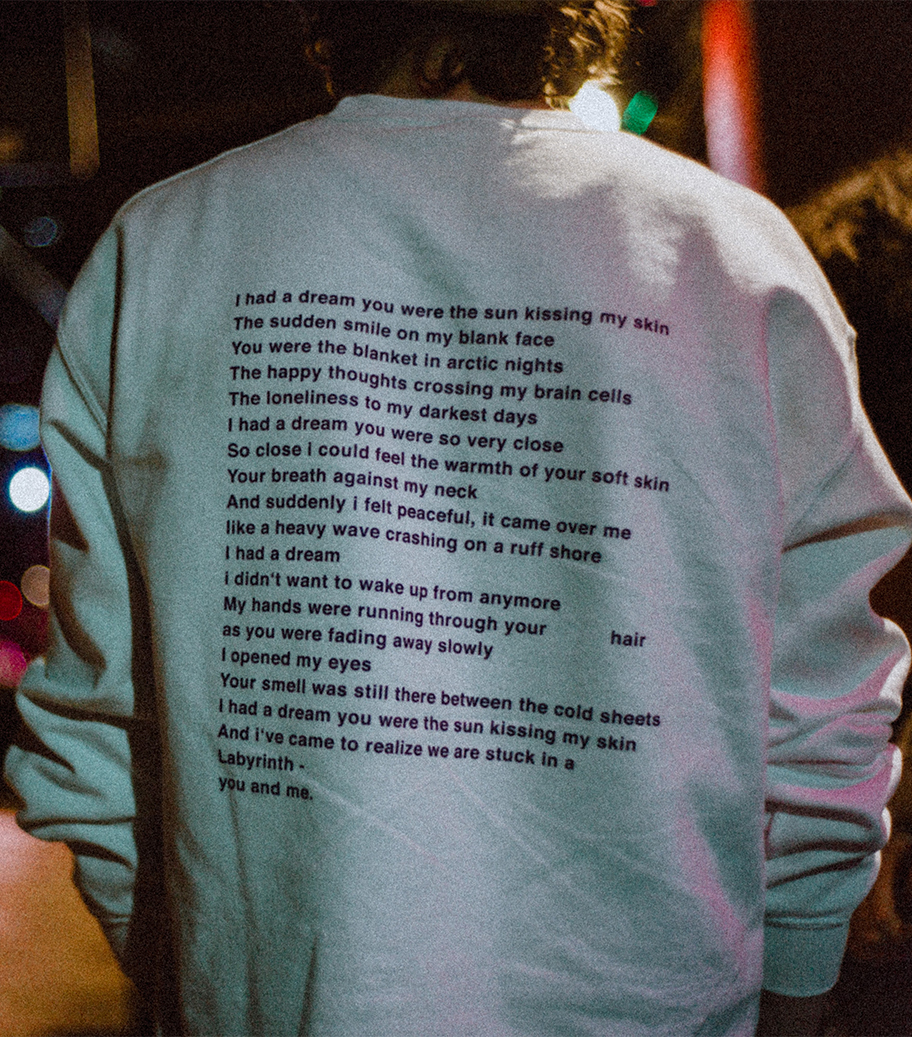 I had a dream you were the sun kissing my skin
The sudden smile on my blank face
You were the blanket in arctic nights
The happy thoughts crossing my brain cells
The loneliness to my darkest days
I had a dream you were so very close
So close i could feel the warmth of your soft skin
Your breath against my neck
And suddenly i felt peaceful, it came over me
like a heavy wave crashing on a ruff shore
I had a dream
i didn't want to wake up from anymore
My hands were running through your hair
as you were fading away slowly
I opened my eyes
Your smell was still there between the cold sheets
I had a dream you were the sun kissing my skin
And i've came to realize we are stuck in a
Labyrinth -
you and me.